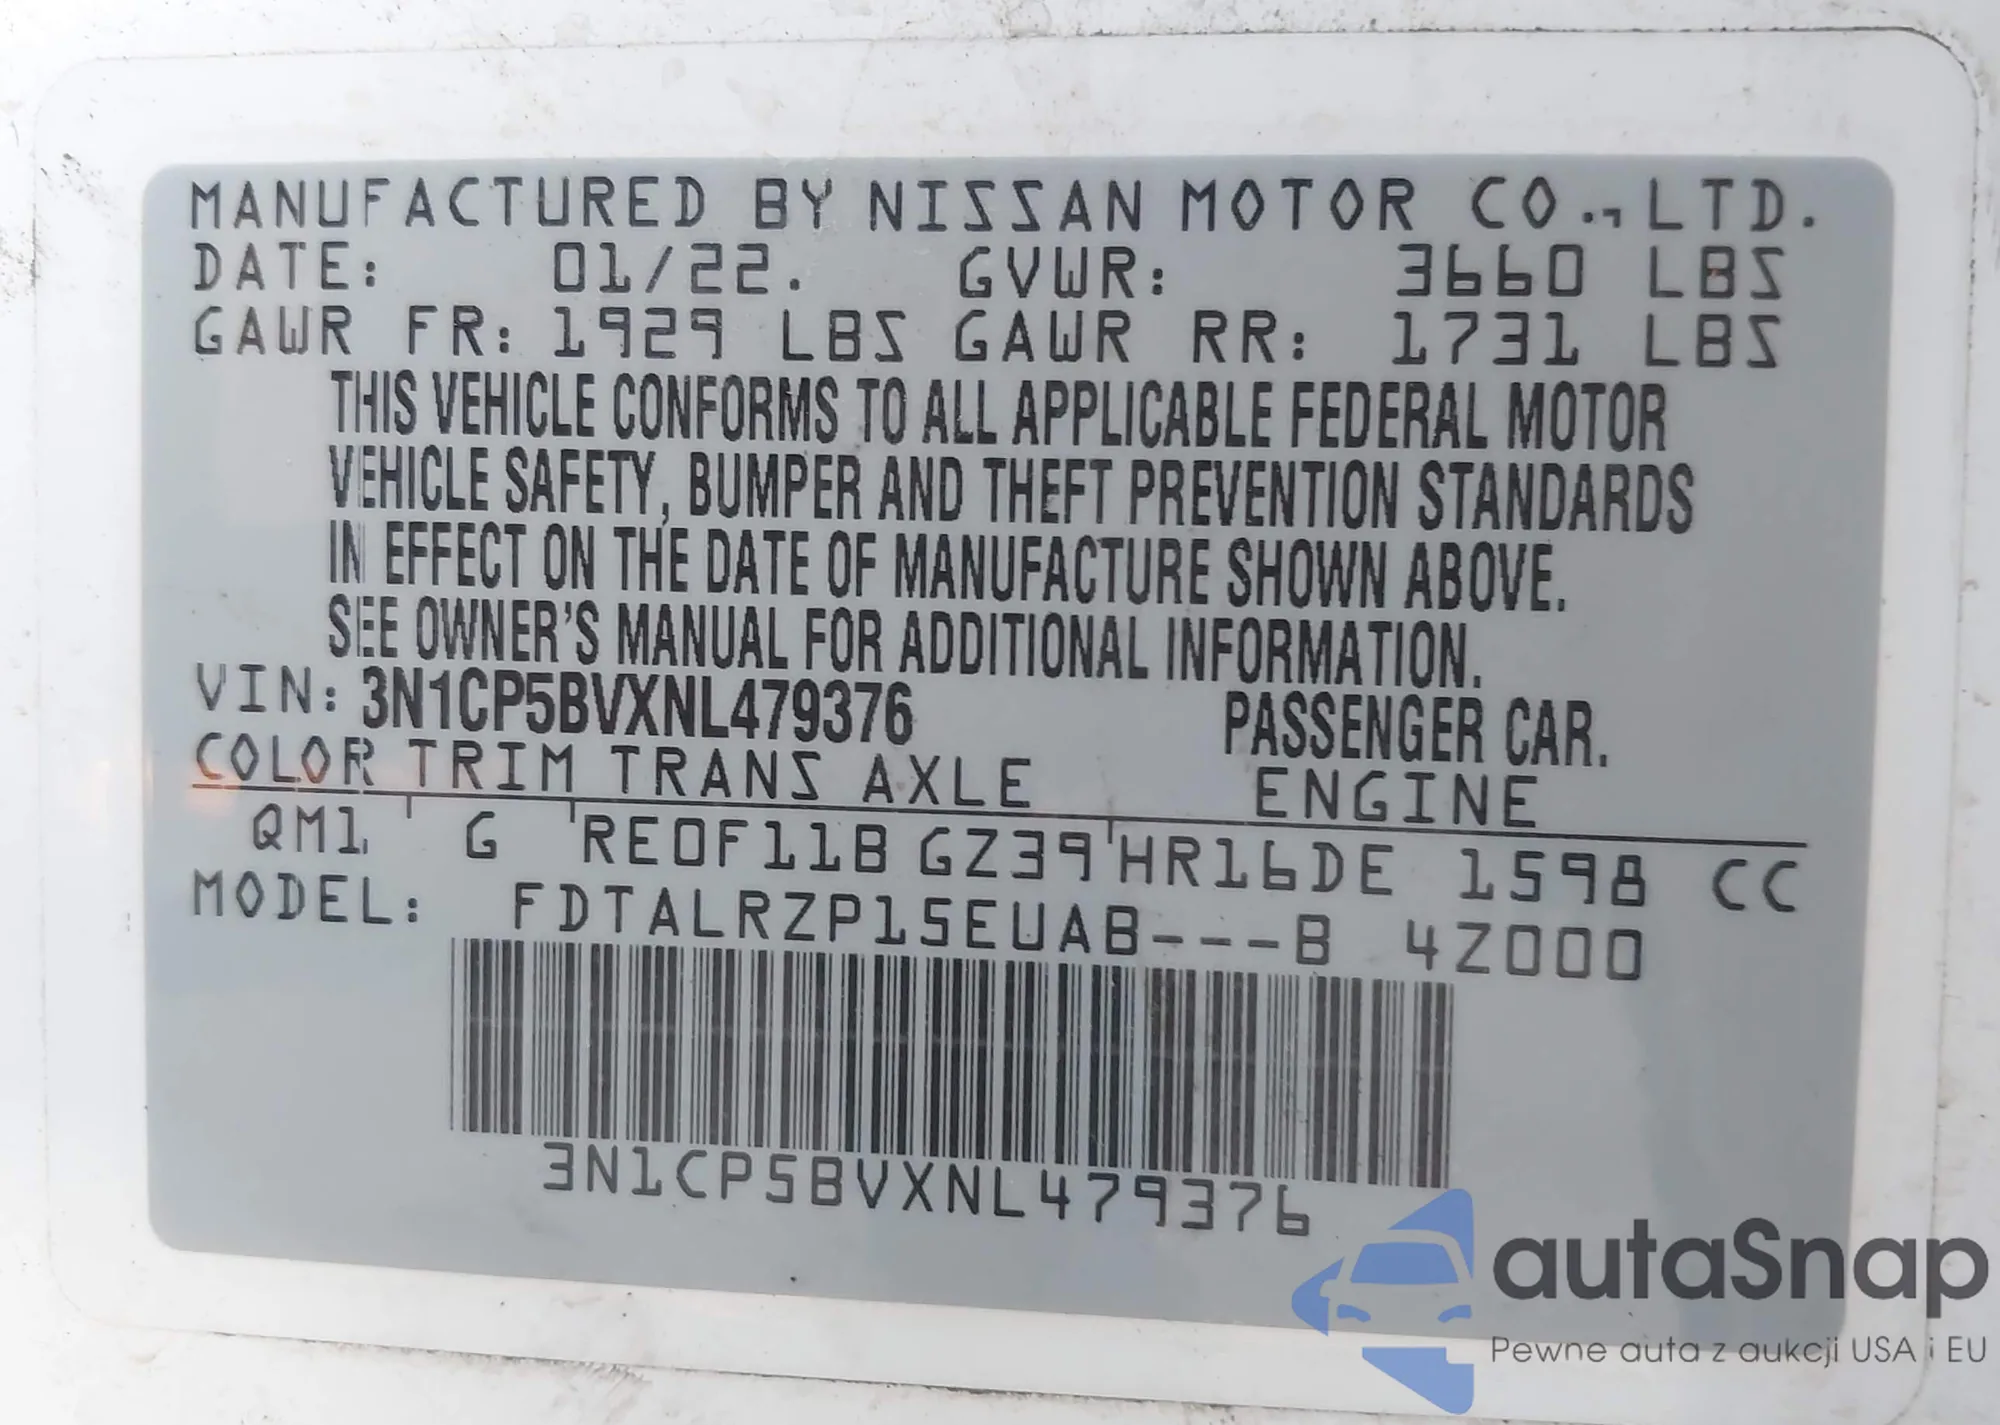 MANUFACTURED BY NISSAN MOTOR CO., LTD.
DATE: 01/22. GVWR: 3660 LBS
GAWR FR: 1929 LBS GAWR RR: 1731 LBS
THIS VEHICLE CONFORMS TO ALL APPLICABLE FEDERAL MOTOR
VEHICLE SAFETY, BUMPER AND THEFT PREVENTION STANDARDS
IN EFFECT ON THE DATE OF MANUFACTURE SHOWN ABOVE.
SEE OWNER'S MANUAL FOR ADDITIONAL INFORMATION.
VIN: 3N1CP5BVXNL479376 PASSENGER CAR.
COLOR TRIM TRANS AXLE ENGINE
QM1 G RE0F11B GZ39 HR16DE 1598 CC
MODEL: FDTALRZP15EUAB---B 4Z000
3N1CP5BVXNL479376
autaSnap
Pewne auta z aukcji USA i EU